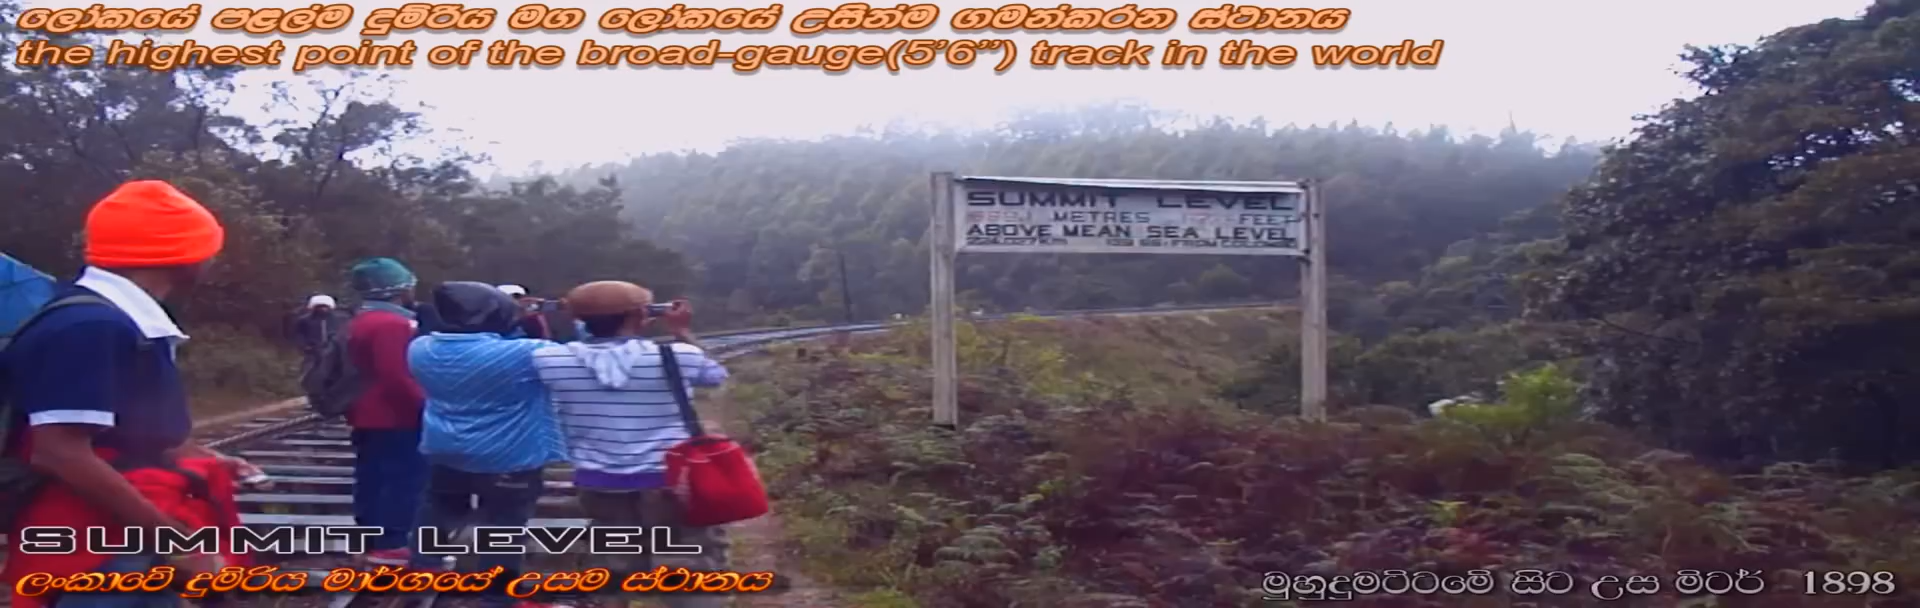 ලෝකයේ පළල්ම දුම්රිය මග ලෝකයේ උසින්ම ගමන්කරන ස්ථානය
the highest point of the broad-gauge(5'6") track in the world
SUMMIT LEVEL
METRES FEET
ABOVE MEAN SEA LEVEL
FROM COLOMBO
SUMMIT LEVEL
ලංකාවේ දුම්රිය මාර්ගයේ උසම ස්ථානය
මුහුදුමට්ටමේ සිට උස මීටර් 1898